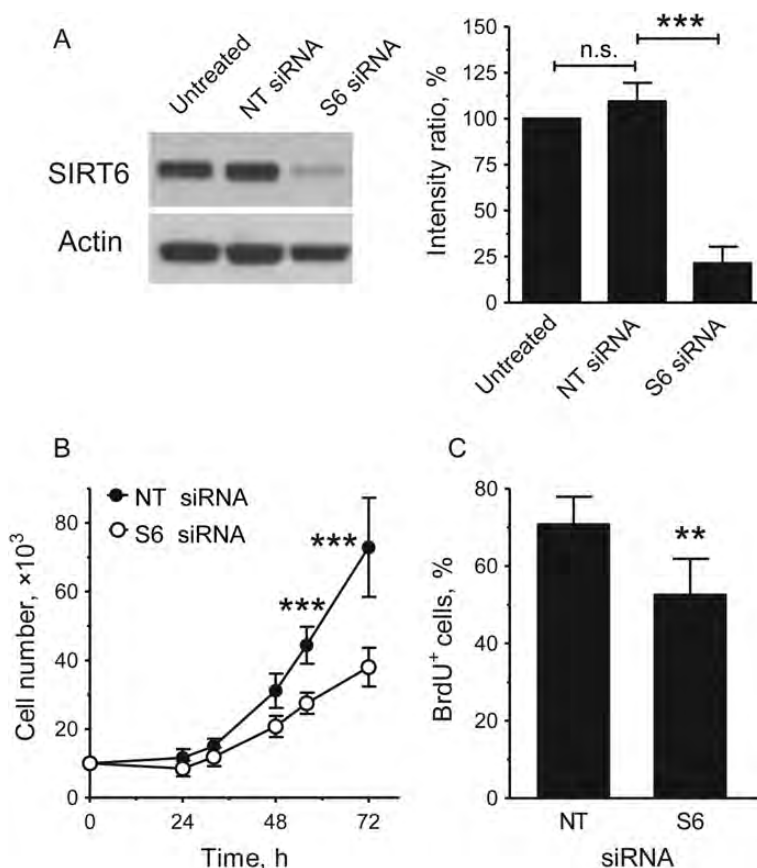 A
Untreated
NT siRNA
S6 siRNA
SIRT6
Actin
Intensity ratio, %
150
125
100
75
50
25
0
n.s.
***
Untreated
NT siRNA
S6 siRNA
B
NT siRNA
S6 siRNA
Cell number, ×10³
80
60
40
20
0
***
***
0
24
48
72
Time, h
C
BrdU⁺ cells, %
80
60
40
20
0
**
NT
S6
siRNA